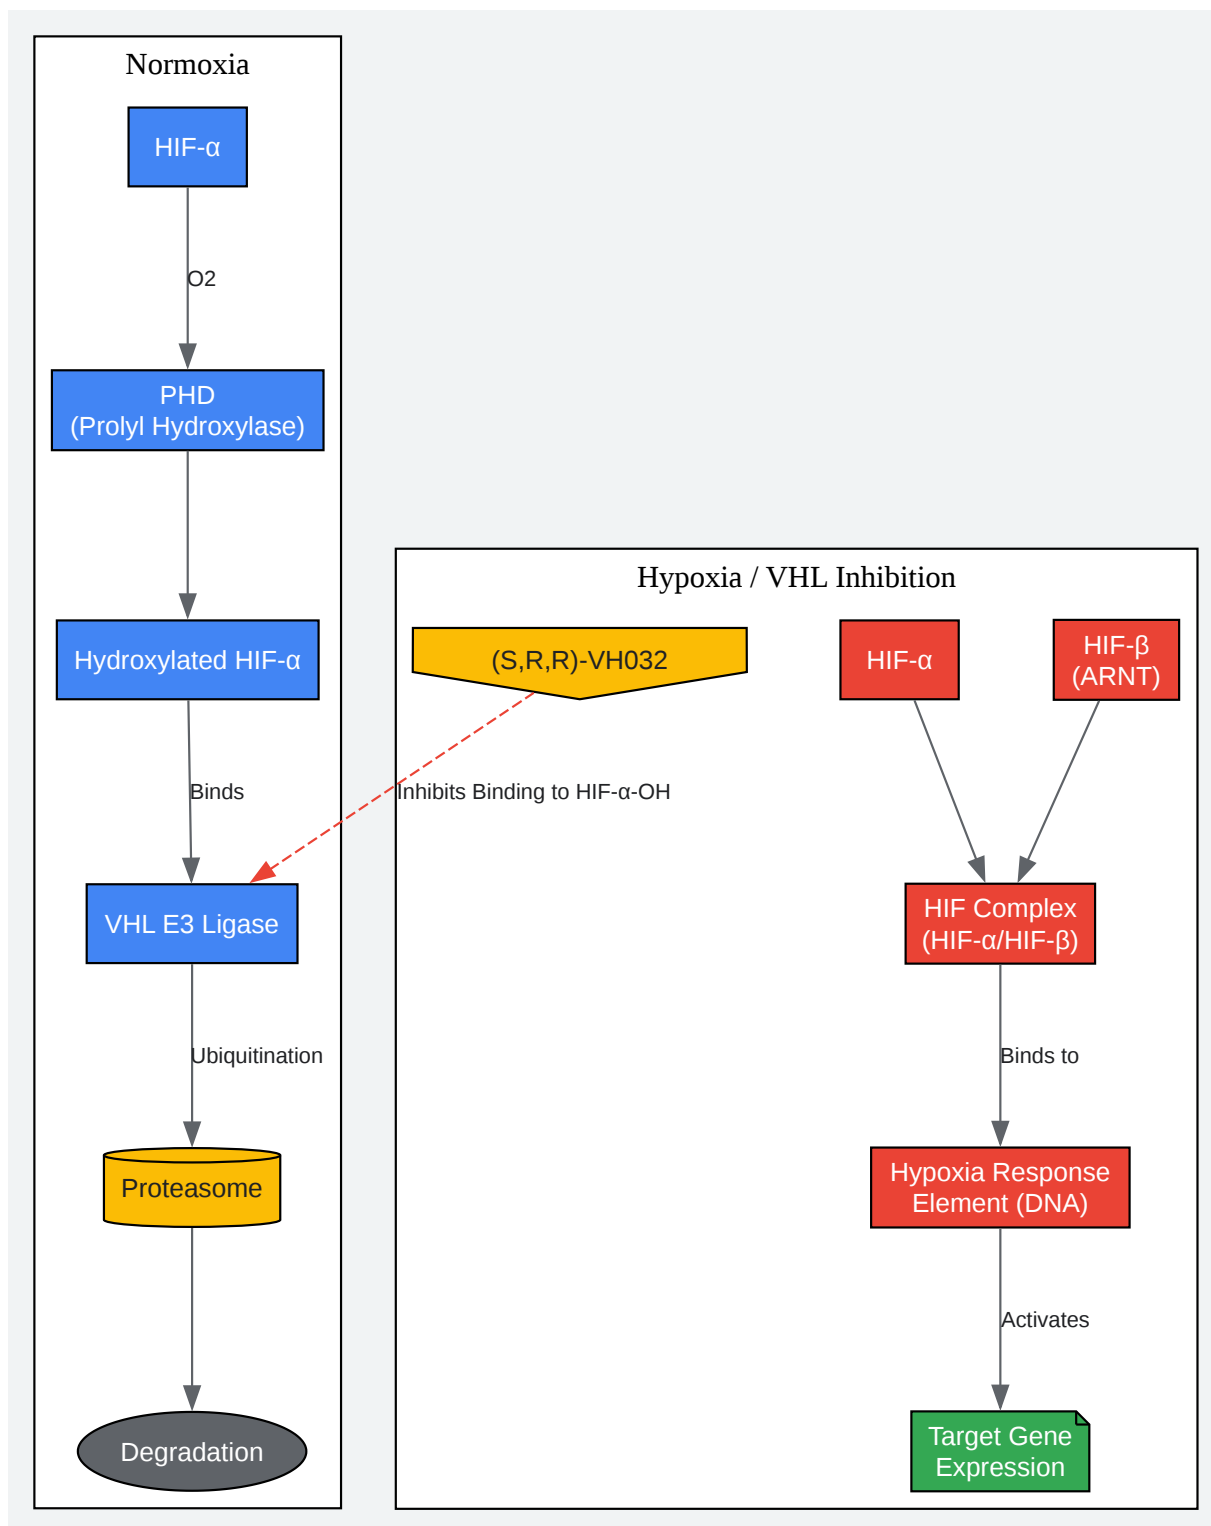 Normoxia
HIF-α
O2
PHD
(Prolyl Hydroxylase)
Hydroxylated HIF-α
Binds
VHL E3 Ligase
Ubiquitination
Proteasome
Degradation
Hypoxia / VHL Inhibition
(S,R,R)-VH032
Inhibits Binding to HIF-α-OH
HIF-α
HIF-β
(ARNT)
HIF Complex
(HIF-α/HIF-β)
Binds to
Hypoxia Response
Element (DNA)
Activates
Target Gene
Expression